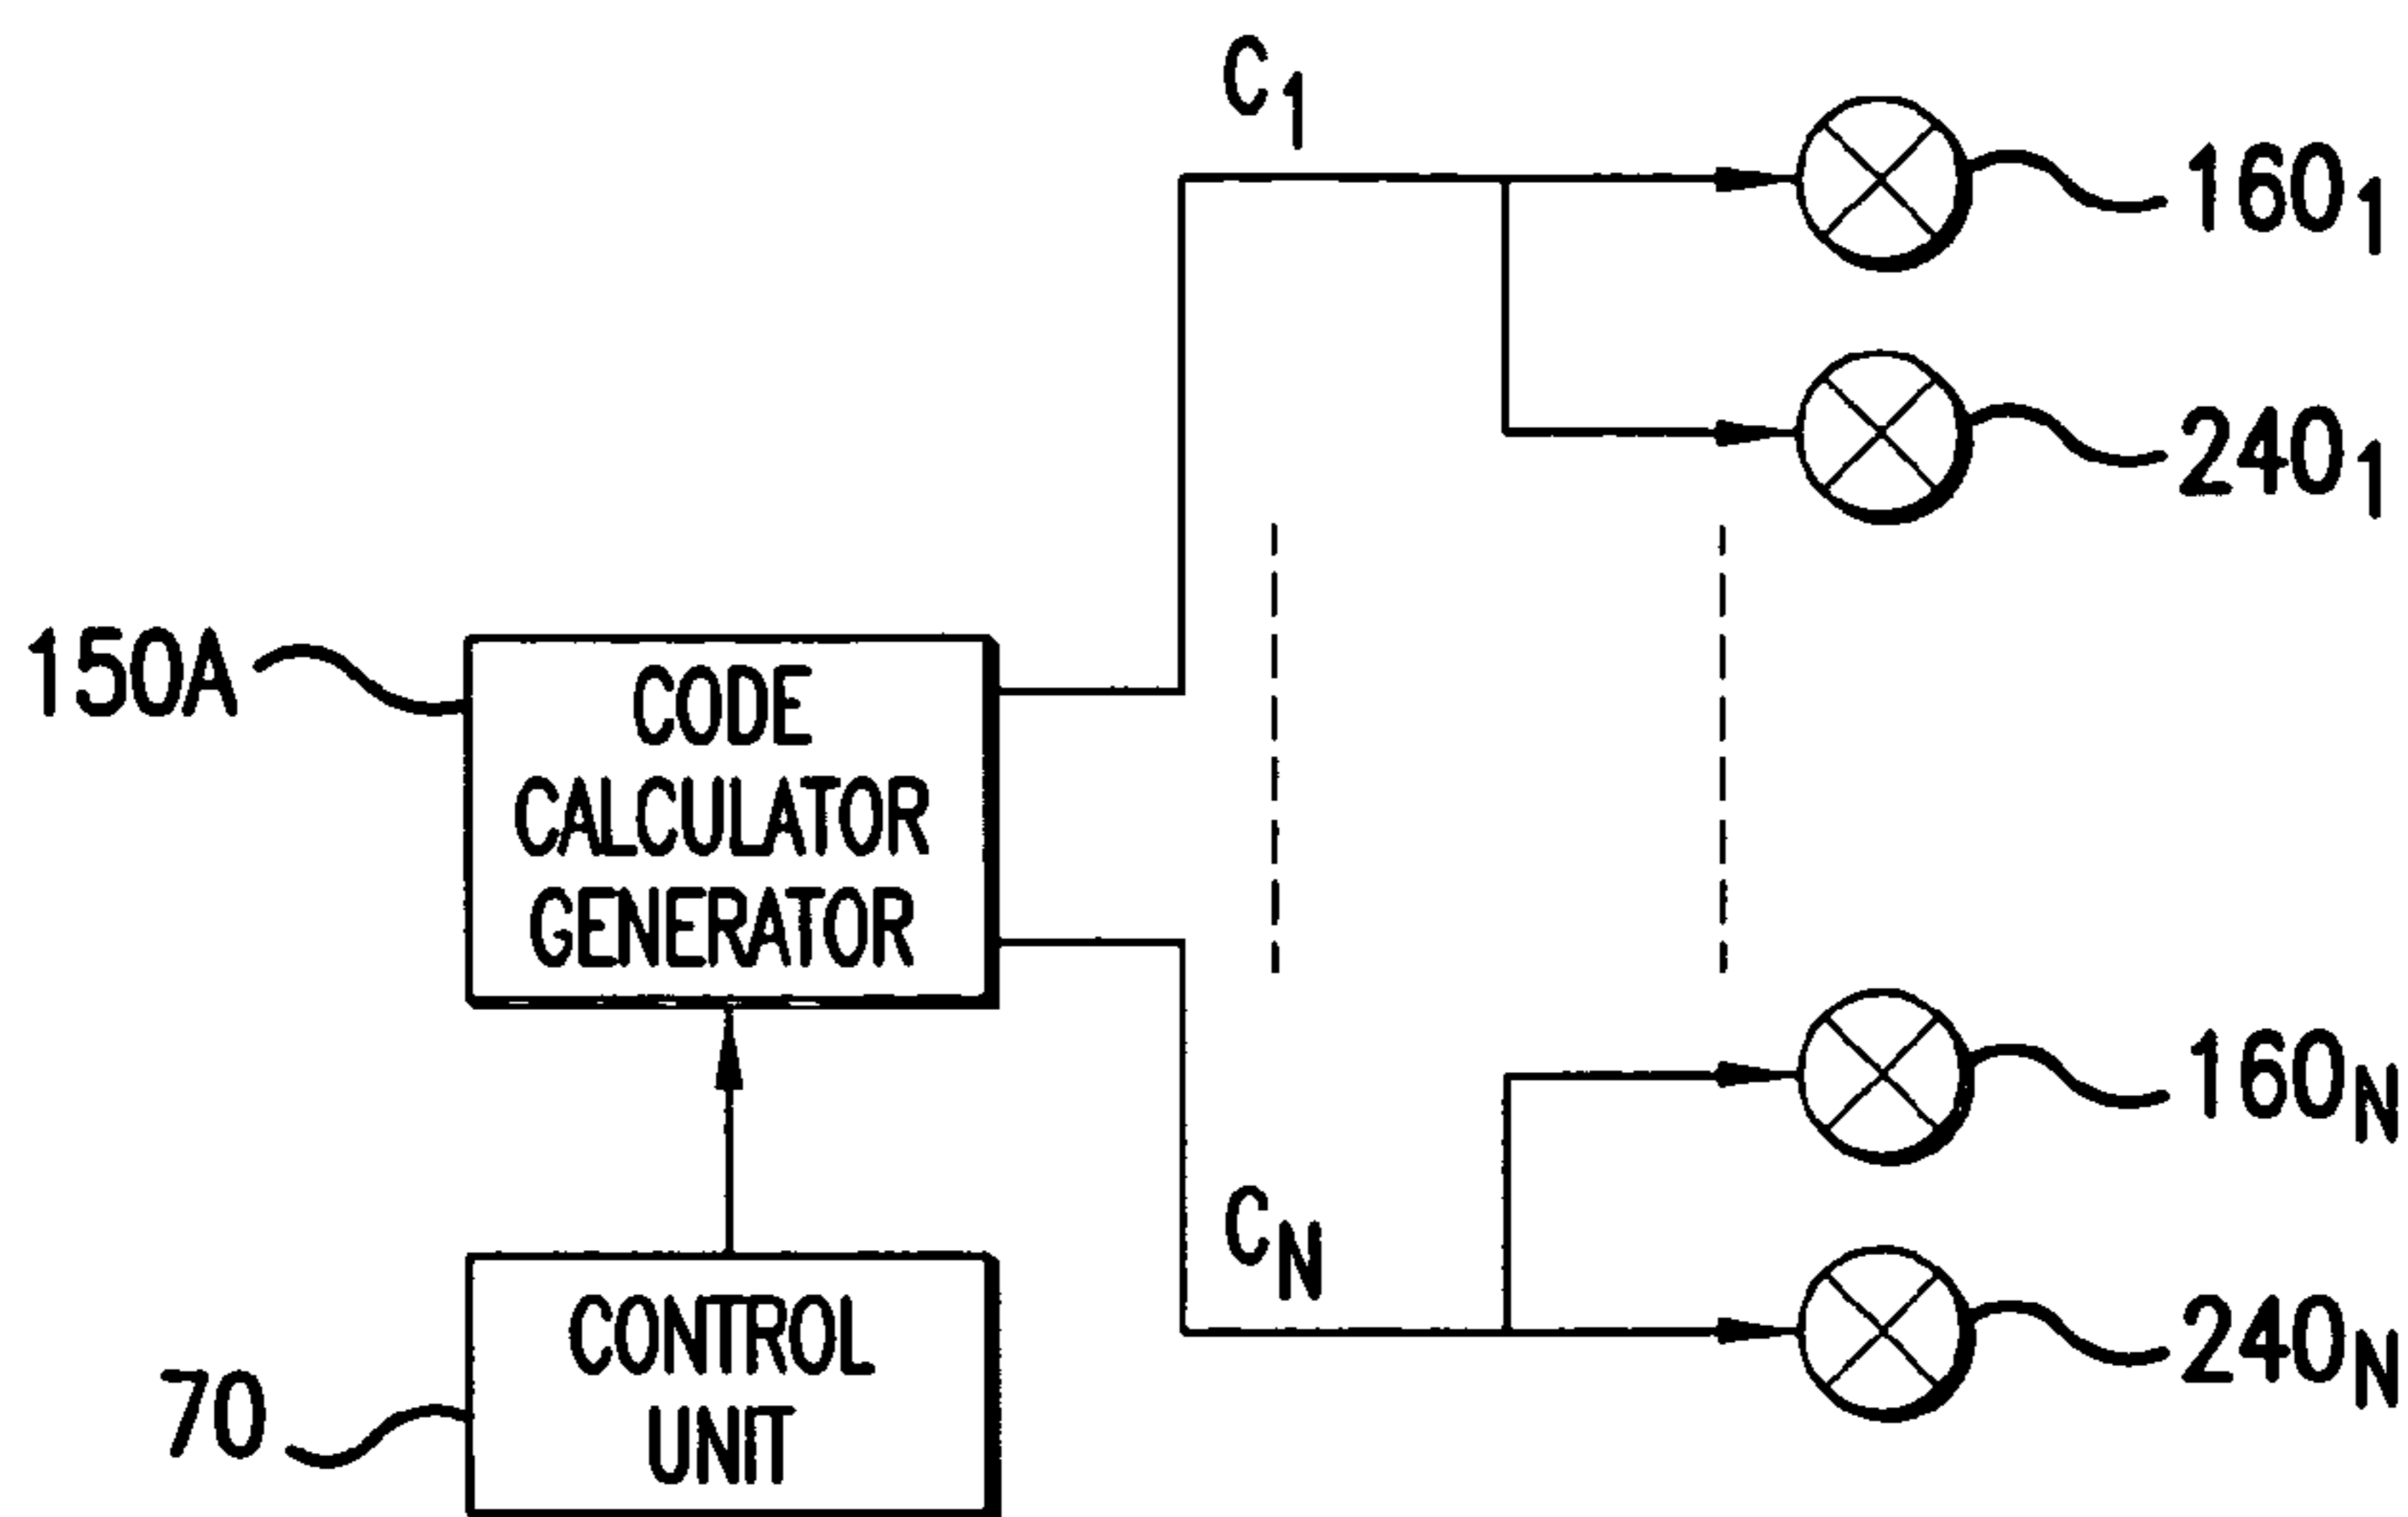 C1
1601
2401
150A
CODE
CALCULATOR
GENERATOR
160N
CN
240N
CONTROL
UNIT
70